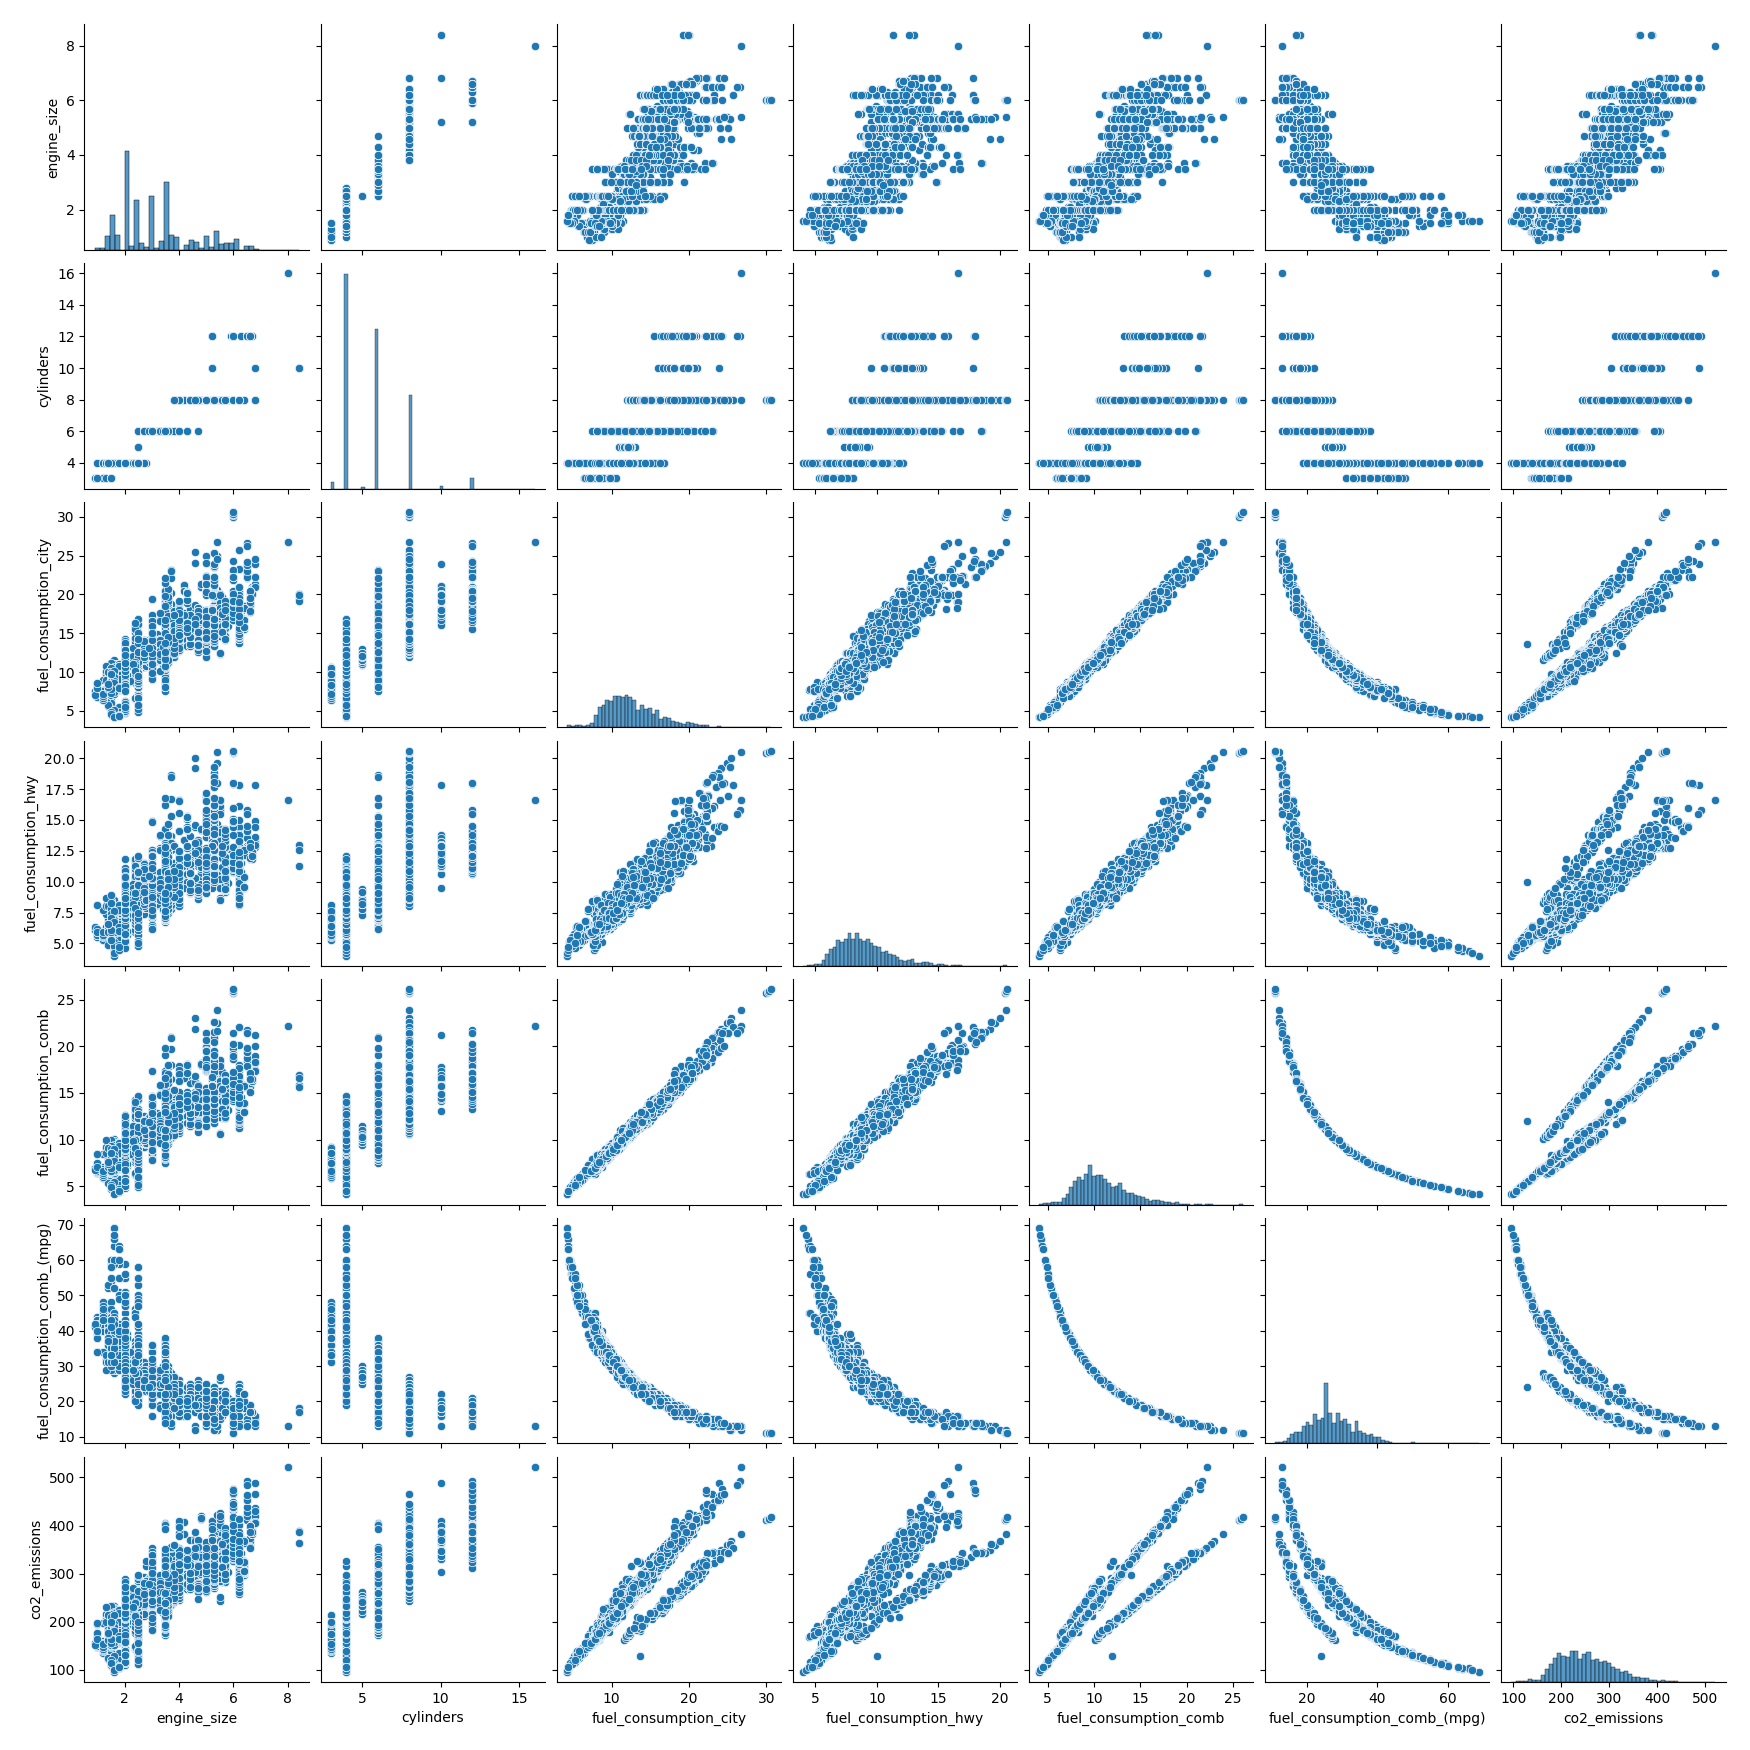 8
6
4
2
engine_size
16
14
12
10
8
6
4
cylinders
30
25
20
15
10
5
fuel_consumption_city
20.0
17.5
15.0
12.5
10.0
7.5
5.0
fuel_consumption_hwy
25
20
15
10
5
fuel_consumption_comb
70
60
50
40
30
20
10
fuel_consumption_comb_(mpg)
500
400
300
200
100
co2_emissions
2 4 6 8
5 10 15
10 20 30
5 10 15 20
5 10 15 20 25
20 40 60
100 200 300 400 500
engine_size
cylinders
fuel_consumption_city
fuel_consumption_hwy
fuel_consumption_comb
fuel_consumption_comb_(mpg)
co2_emissions